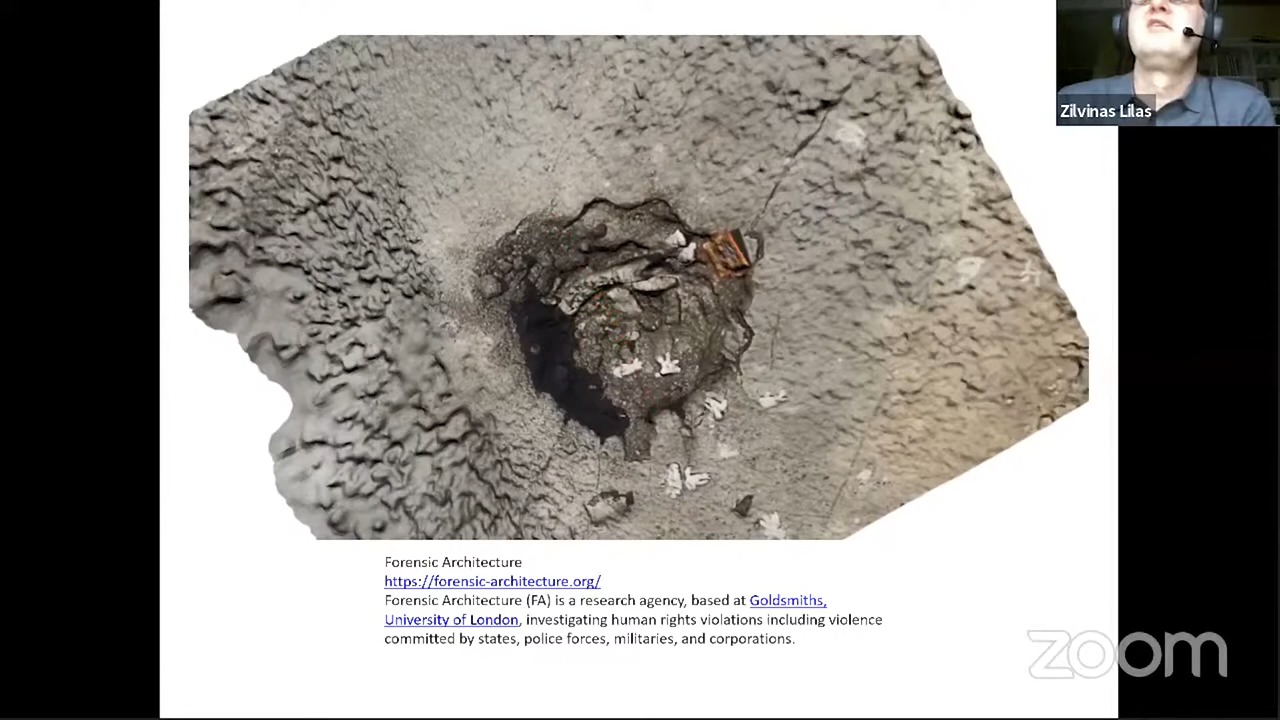 Zilvinas Lilas
Forensic Architecture
https://forensic-architecture.org/
Forensic Architecture (FA) is a research agency, based at Goldsmiths,
University of London, investigating human rights violations including violence
committed by states, police forces, militaries, and corporations.
zoom